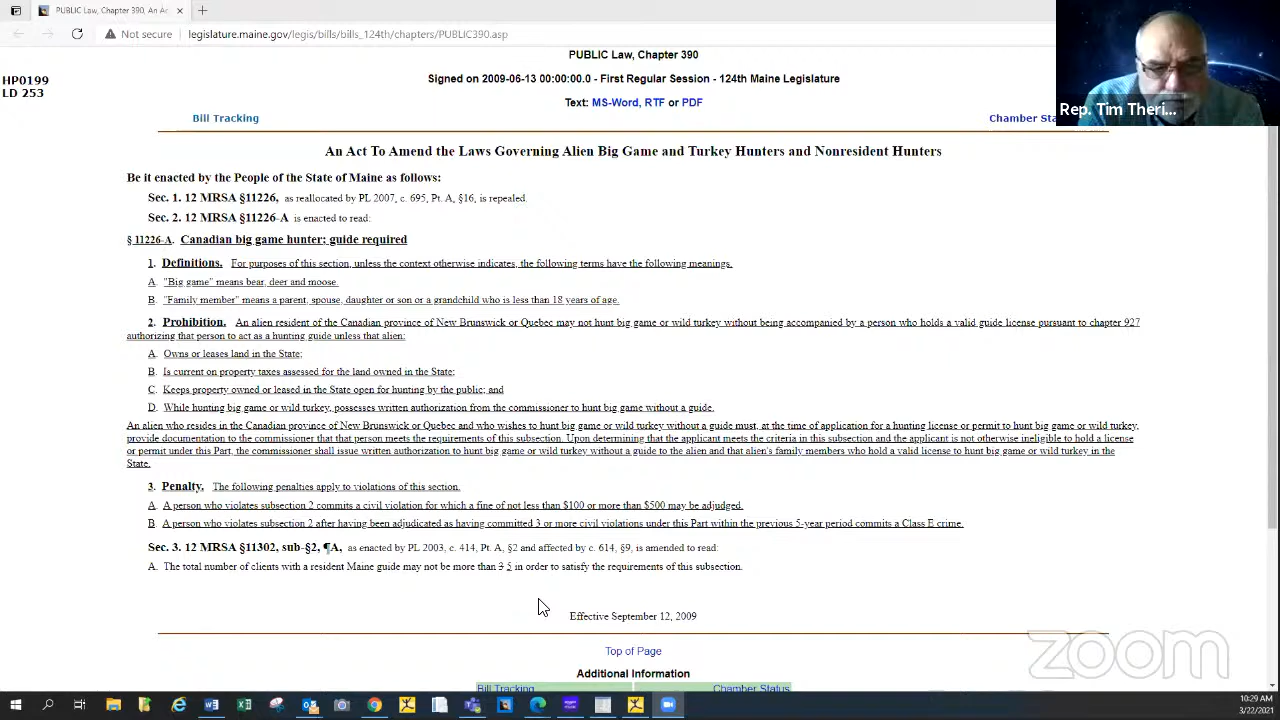 PUBLIC Law, Chapter 390, An Ac
Not secure
legislature.maine.gov/legis/bills/bills_124th/chapters/PUBLIC390.asp
Rep. Tim Theri...
HP0199
LD 253
PUBLIC Law, Chapter 390
Signed on 2009-06-13 00:00:00.0 - First Regular Session - 124th Maine Legislature
Text: MS-Word, RTF or PDF
Bill Tracking
Chamber Sta
An Act To Amend the Laws Governing Alien Big Game and Turkey Hunters and Nonresident Hunters
Be it enacted by the People of the State of Maine as follows:
Sec. 1. 12 MRSA §11226, as reallocated by PL 2007, c. 695, Pt. A, §16, is repealed.
Sec. 2. 12 MRSA §11226-A is enacted to read:
§ 11226-A. Canadian big game hunter; guide required
1. Definitions. For purposes of this section, unless the context otherwise indicates, the following terms have the following meanings.
A. "Big game" means bear, deer and moose.
B. "Family member" means a parent, spouse, daughter or son or a grandchild who is less than 18 years of age.
2. Prohibition. An alien resident of the Canadian province of New Brunswick or Quebec may not hunt big game or wild turkey without being accompanied by a person who holds a valid guide license pursuant to chapter 927
authorizing that person to act as a hunting guide unless that alien:
A. Owns or leases land in the State;
B. Is current on property taxes assessed for the land owned in the State;
C. Keeps property owned or leased in the State open for hunting by the public; and
D. While hunting big game or wild turkey, possesses written authorization from the commissioner to hunt big game without a guide.
An alien who resides in the Canadian province of New Brunswick or Quebec and who wishes to hunt big game or wild turkey without a guide must, at the time of application for a hunting license or permit to hunt big game or wild turkey,
provide documentation to the commissioner that that person meets the requirements of this subsection. Upon determining that the applicant meets the criteria in this subsection and the applicant is not otherwise ineligible to hold a license
or permit under this Part, the commissioner shall issue written authorization to hunt big game or wild turkey without a guide to the alien and that alien's family members who hold a valid license to hunt big game or wild turkey in the
State.
3. Penalty. The following penalties apply to violations of this section.
A. A person who violates subsection 2 commits a civil violation for which a fine of not less than $100 or more than $500 may be adjudged.
B. A person who violates subsection 2 after having been adjudicated as having committed 3 or more civil violations under this Part within the previous 5-year period commits a Class E crime.
Sec. 3. 12 MRSA §11302, sub-§2, ¶A, as enacted by PL 2003, c. 414, Pt. A, §2 and affected by c. 614, §9, is amended to read:
A. The total number of clients with a resident Maine guide may not be more than 3 5 in order to satisfy the requirements of this subsection.
Effective September 12, 2009
Top of Page
Additional Information
Bill Tracking
Chamber Status
zoom
10:29 AM
3/22/2021